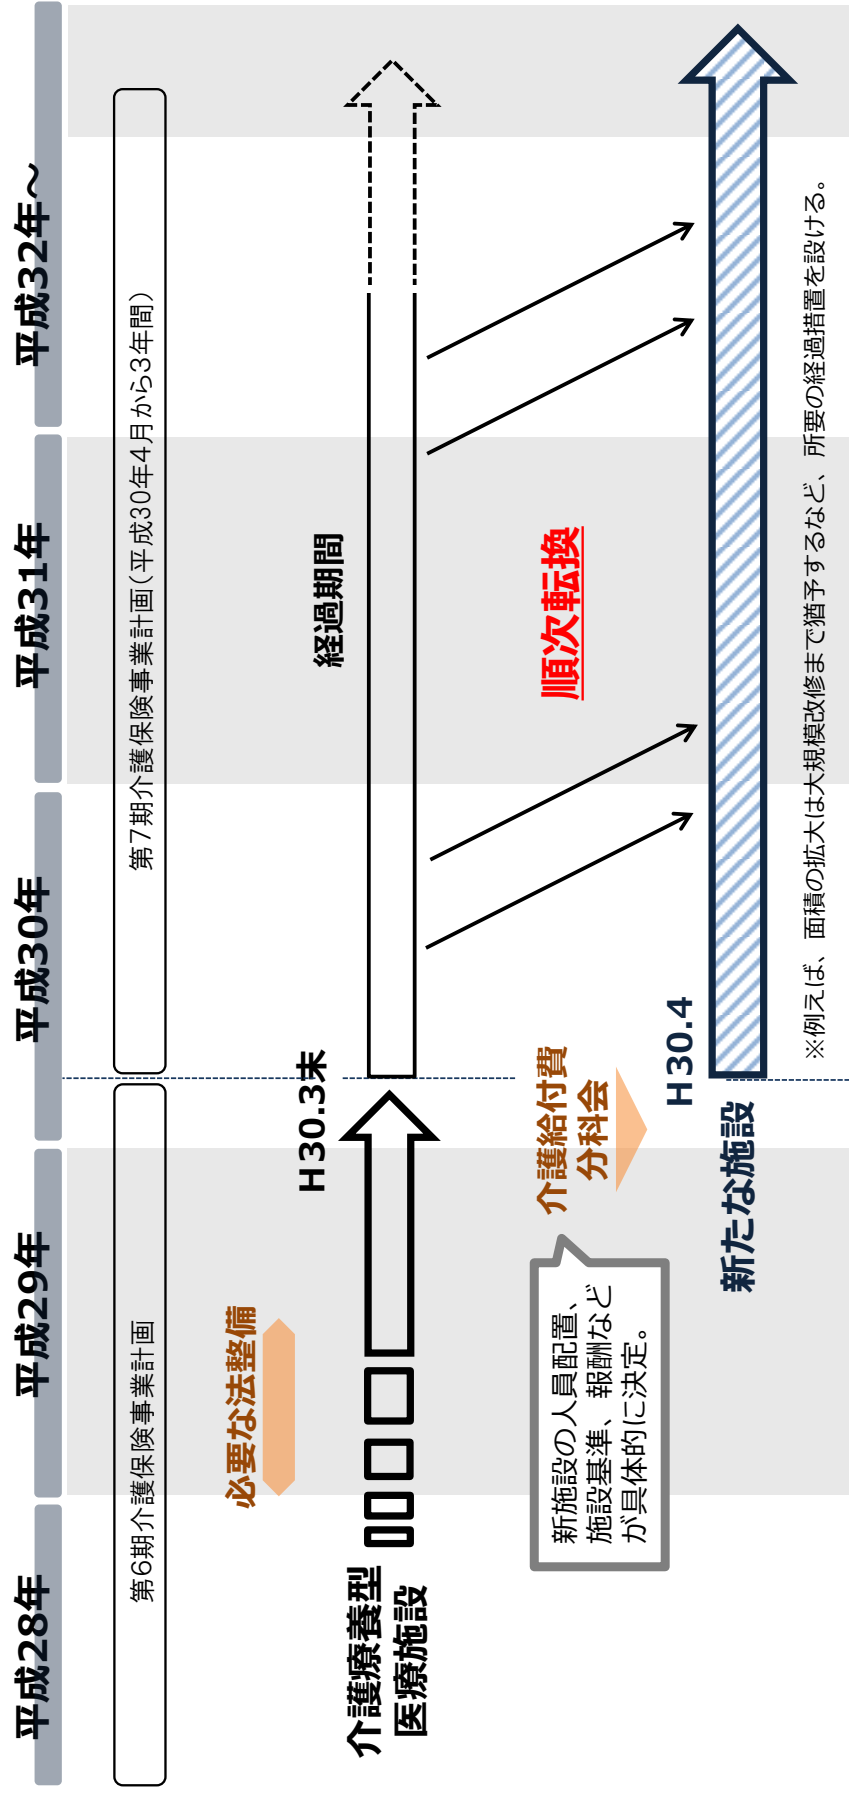 平成28年
平成29年
平成30年
平成31年
平成32年～
第6期介護保険事業計画
第7期介護保険事業計画（平成30年4月から3年間）
必要な法整備
H30.3末
経過期間
介護療養型
医療施設
介護給付費
分科会
順次転換
新施設の人員配置、
施設基準、報酬など
が具体的に決定。
H30.4
新たな施設
※例えば、面積の拡大は大規模改修まで猶予するなど、所要の経過措置を設ける。